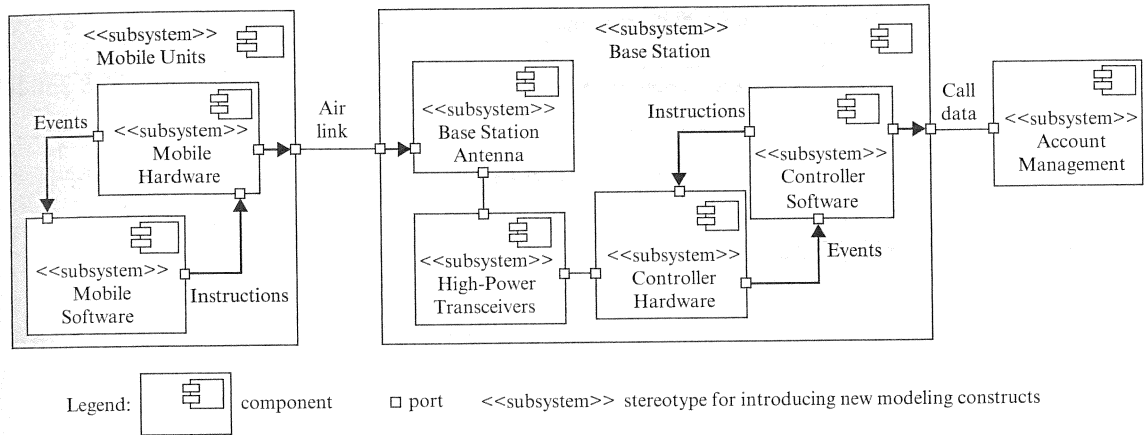 <<subsystem>>
Mobile Units
Events
<<subsystem>>
Mobile
Hardware
<<subsystem>>
Mobile
Software
Instructions
Air
link
<<subsystem>>
Base Station
<<subsystem>>
Base Station
Antenna
<<subsystem>>
High-Power
Transceivers
Instructions
<<subsystem>>
Controller
Hardware
<<subsystem>>
Controller
Software
Events
Call
data
<<subsystem>>
Account
Management
Legend: component port <<subsystem>> stereotype for introducing new modeling constructs